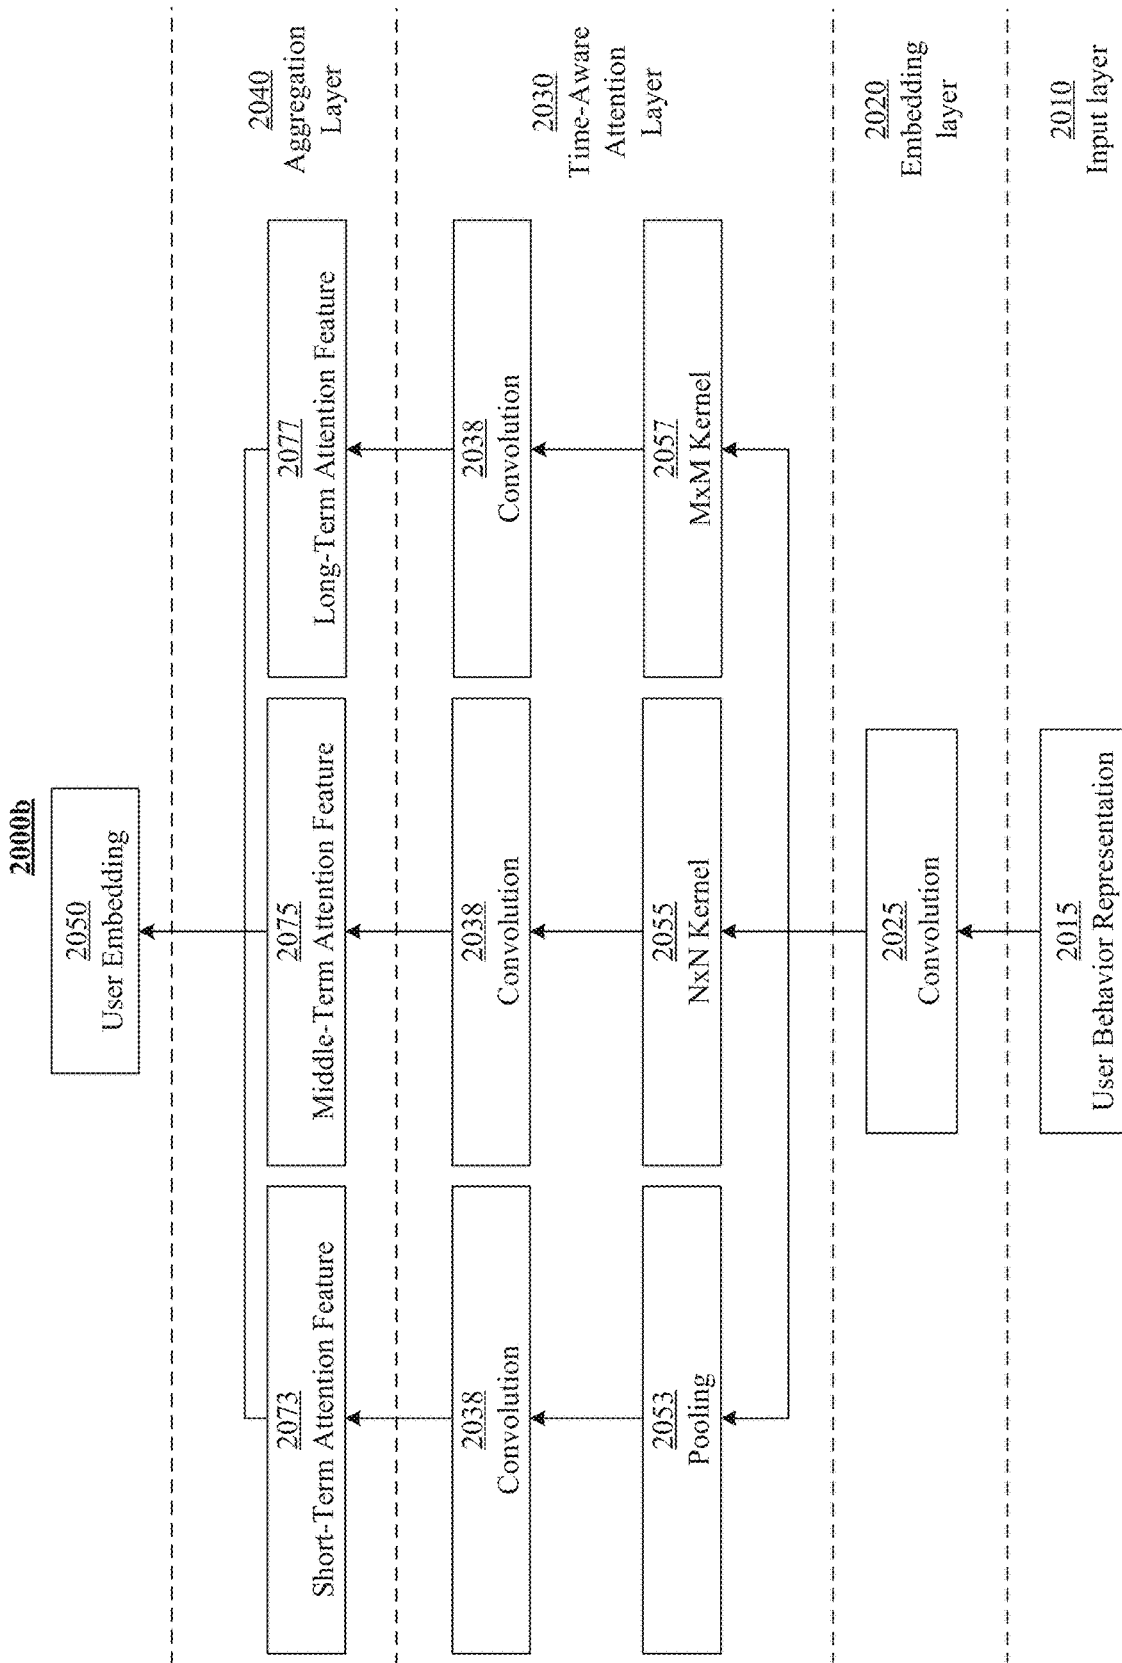 2000b
2050
User Embedding
2040
Aggregation
Layer
2073
Short-Term Attention Feature
2075
Middle-Term Attention Feature
2077
Long-Term Attention Feature
2030
Time-Aware
Attention
Layer
2038
Convolution
2038
Convolution
2038
Convolution
2053
Pooling
2055
NxN Kernel
2057
MxM Kernel
2020
Embedding
layer
2025
Convolution
2010
Input layer
2015
User Behavior Representation